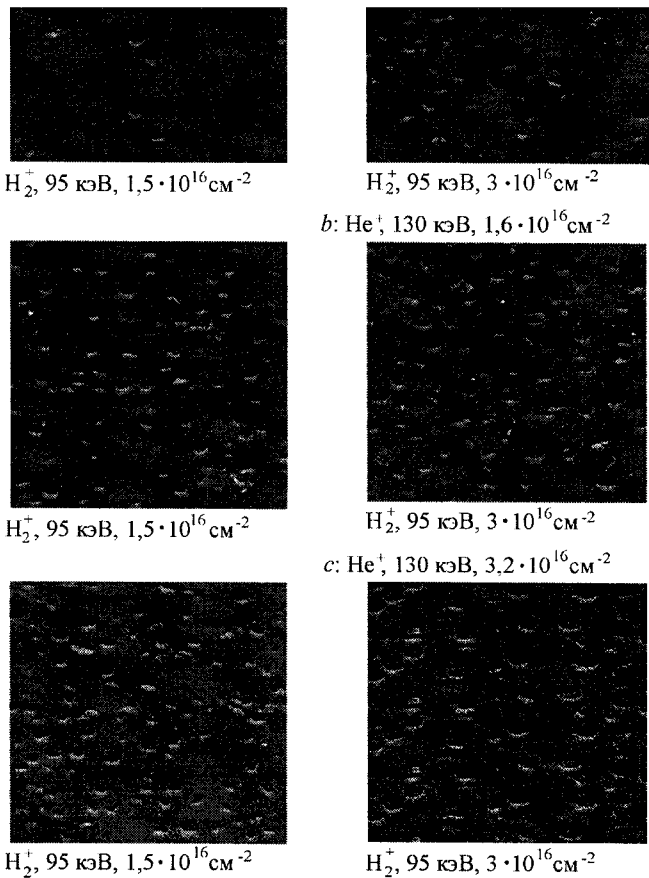 H₂⁺, 95 кэВ, 1,5·10¹⁶см⁻² H₂⁺, 95 кэВ, 3·10¹⁶см⁻²
b: He⁺, 130 кэВ, 1,6·10¹⁶см⁻²
H₂⁺, 95 кэВ, 1,5·10¹⁶см⁻² H₂⁺, 95 кэВ, 3·10¹⁶см⁻²
c: He⁺, 130 кэВ, 3,2·10¹⁶см⁻²
H₂⁺, 95 кэВ, 1,5·10¹⁶см⁻² H₂⁺, 95 кэВ, 3·10¹⁶см⁻²